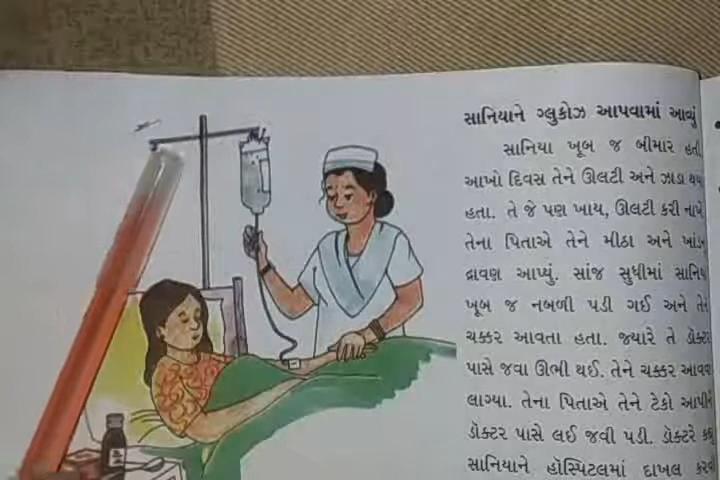 સાનિયાને ગ્લુકોઝ આપવામાં આવ્યું
સાનિયા ખૂબ જ બીમાર હતી
આખો દિવસ તેને ઊલટી અને ઝાડા
હતા. તે જે પણ ખાય, ઊલટી કરી
તેના પિતાએ તેને મીઠા અને
દ્રાવણ આપ્યું. સાંજ સુધીમાં
ખૂબ જ નબળી પડી ગઈ અને
ચક્કર આવતા હતા. જ્યારે તે
પાસે જવા ઊભી થઈ. તેને ચક્કર
લાગ્યા. તેના પિતાએ તેને ટેકો
ડૉક્ટર પાસે લઈ જવી પડી. ડૉક્ટરે
સાનિયાને હૉસ્પિટલમાં દાખલ